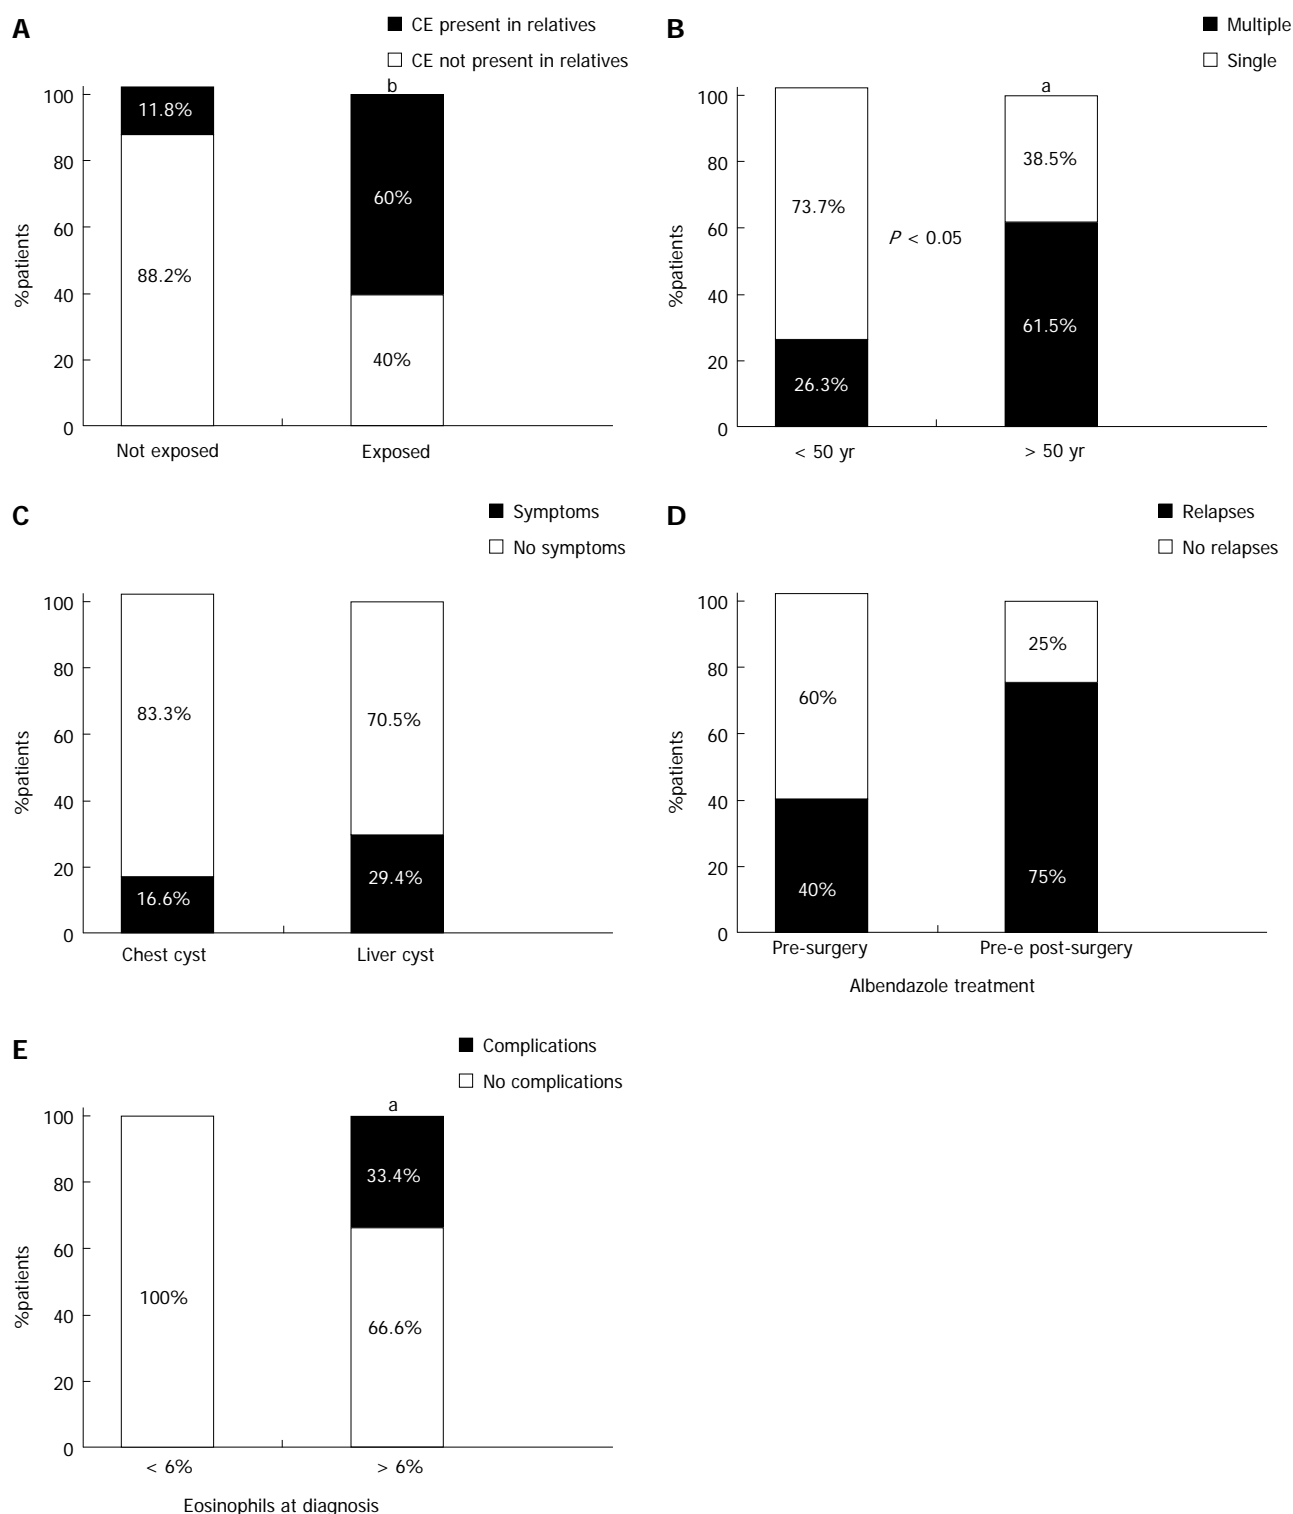 A
CE present in relatives
CE not present in relatives
b
100
80
60
40
20
0
%patients
11.8%
88.2%
60%
40%
Not exposed
Exposed
B
Multiple
Single
a
100
80
60
40
20
0
%patients
73.7%
26.3%
P < 0.05
38.5%
61.5%
< 50 yr
> 50 yr
C
Symptoms
No symptoms
100
80
60
40
20
0
%patients
83.3%
16.6%
70.5%
29.4%
Chest cyst
Liver cyst
D
Relapses
No relapses
100
80
60
40
20
0
%patients
60%
40%
25%
75%
Pre-surgery
Pre-e post-surgery
Albendazole treatment
E
Complications
No complications
a
100
80
60
40
20
0
%patients
100%
33.4%
66.6%
< 6%
> 6%
Eosinophils at diagnosis